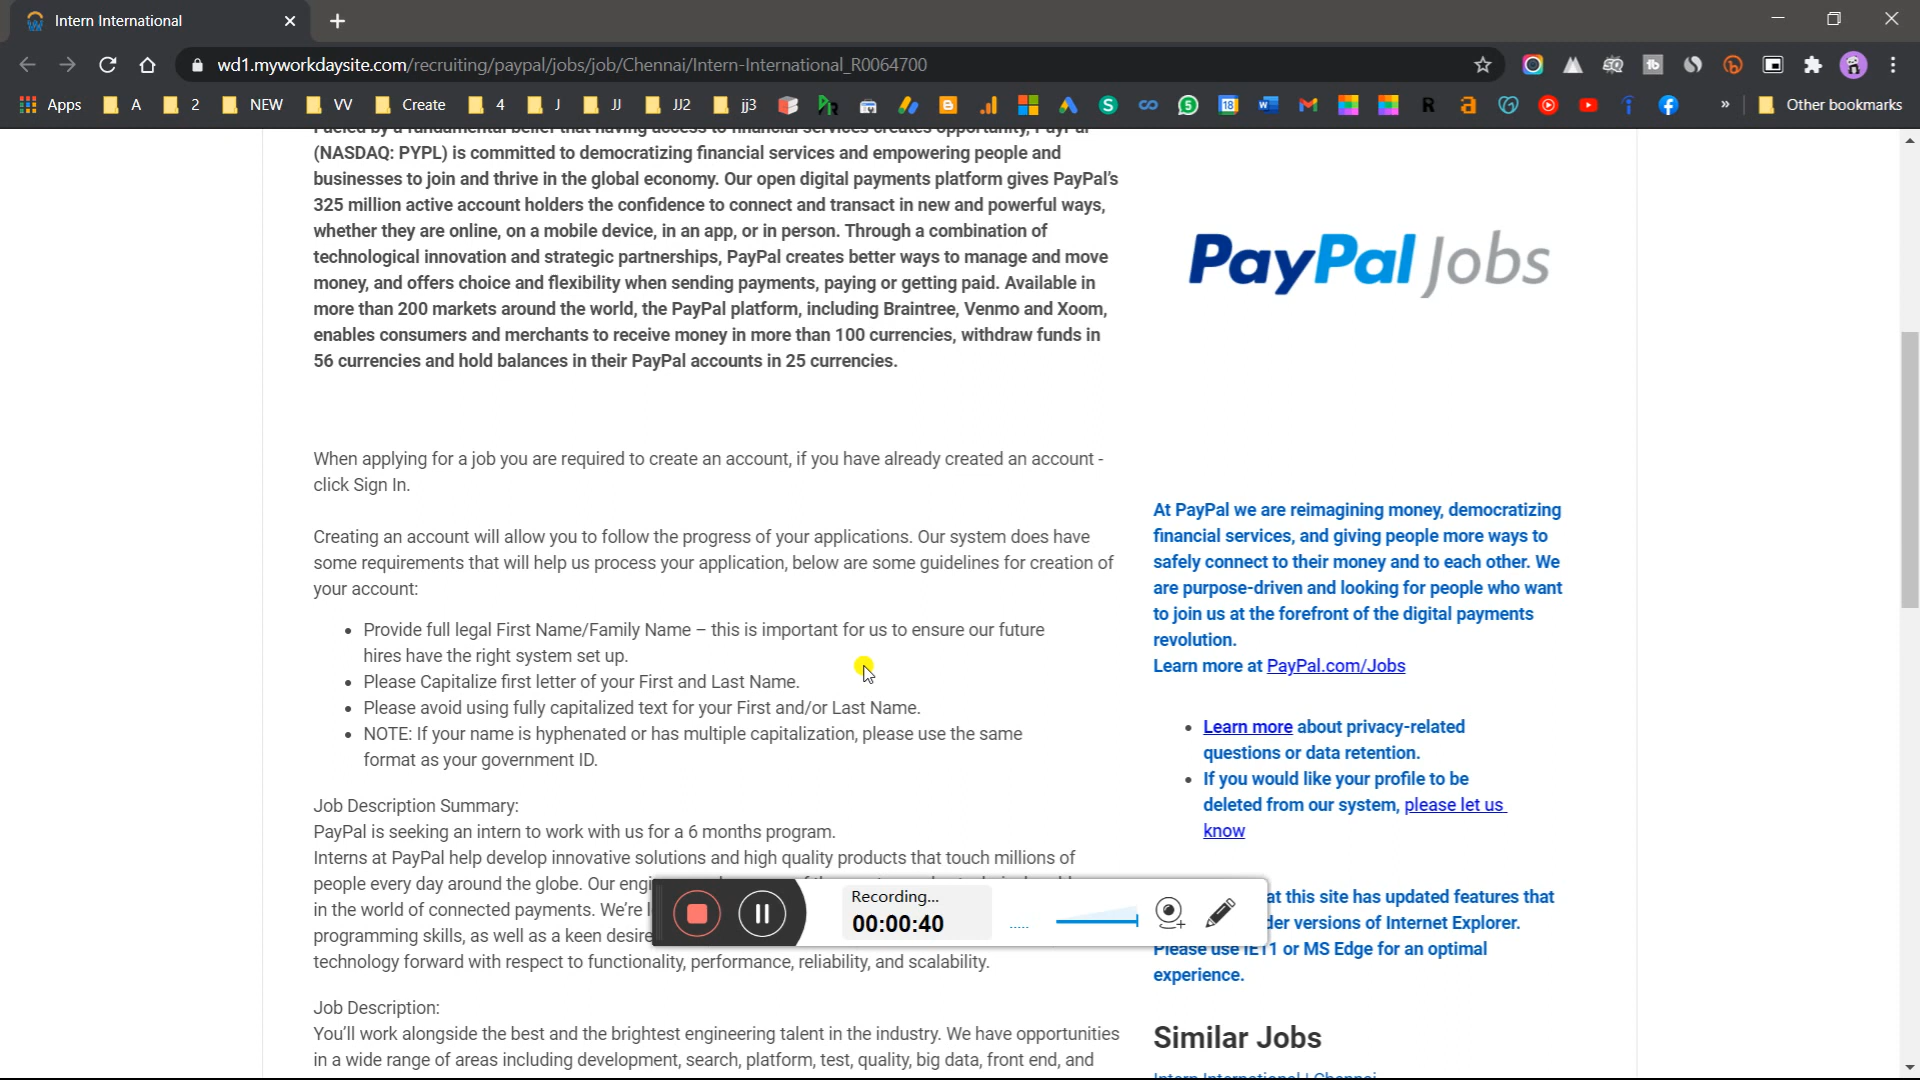 Intern International
wd1.myworkdaysite.com/recruiting/paypal/jobs/job/Chennai/Intern-International_R0064700
Apps A 2 NEW VV Create 4 J JJ JJ2 jj3 » Other bookmarks
Fueled by a fundamental belief that having access to financial services creates opportunity, PayPal
(NASDAQ: PYPL) is committed to democratizing financial services and empowering people and
businesses to join and thrive in the global economy. Our open digital payments platform gives PayPal's
325 million active account holders the confidence to connect and transact in new and powerful ways,
whether they are online, on a mobile device, in an app, or in person. Through a combination of
technological innovation and strategic partnerships, PayPal creates better ways to manage and move
money, and offers choice and flexibility when sending payments, paying or getting paid. Available in
more than 200 markets around the world, the PayPal platform, including Braintree, Venmo and Xoom,
enables consumers and merchants to receive money in more than 100 currencies, withdraw funds in
56 currencies and hold balances in their PayPal accounts in 25 currencies.
When applying for a job you are required to create an account, if you have already created an account -
click Sign In.
Creating an account will allow you to follow the progress of your applications. Our system does have
some requirements that will help us process your application, below are some guidelines for creation of
your account:
• Provide full legal First Name/Family Name – this is important for us to ensure our future
hires have the right system set up.
• Please Capitalize first letter of your First and Last Name.
• Please avoid using fully capitalized text for your First and/or Last Name.
• NOTE: If your name is hyphenated or has multiple capitalization, please use the same
format as your government ID.
Job Description Summary:
PayPal is seeking an intern to work with us for a 6 months program.
Interns at PayPal help develop innovative solutions and high quality products that touch millions of
people every day around the globe. Our engi
in the world of connected payments. We're l
programming skills, as well as a keen desire
technology forward with respect to functionality, performance, reliability, and scalability.
Job Description:
You'll work alongside the best and the brightest engineering talent in the industry. We have opportunities
in a wide range of areas including development, search, platform, test, quality, big data, front end, and
PayPal Jobs
At PayPal we are reimagining money, democratizing
financial services, and giving people more ways to
safely connect to their money and to each other. We
are purpose-driven and looking for people who want
to join us at the forefront of the digital payments
revolution.
Learn more at PayPal.com/Jobs
• Learn more about privacy-related
questions or data retention.
• If you would like your profile to be
deleted from our system, please let us
know
at this site has updated features that
der versions of Internet Explorer.
Please use IE11 or MS Edge for an optimal
experience.
Similar Jobs
Intern International | Chennai
Recording...
00:00:40